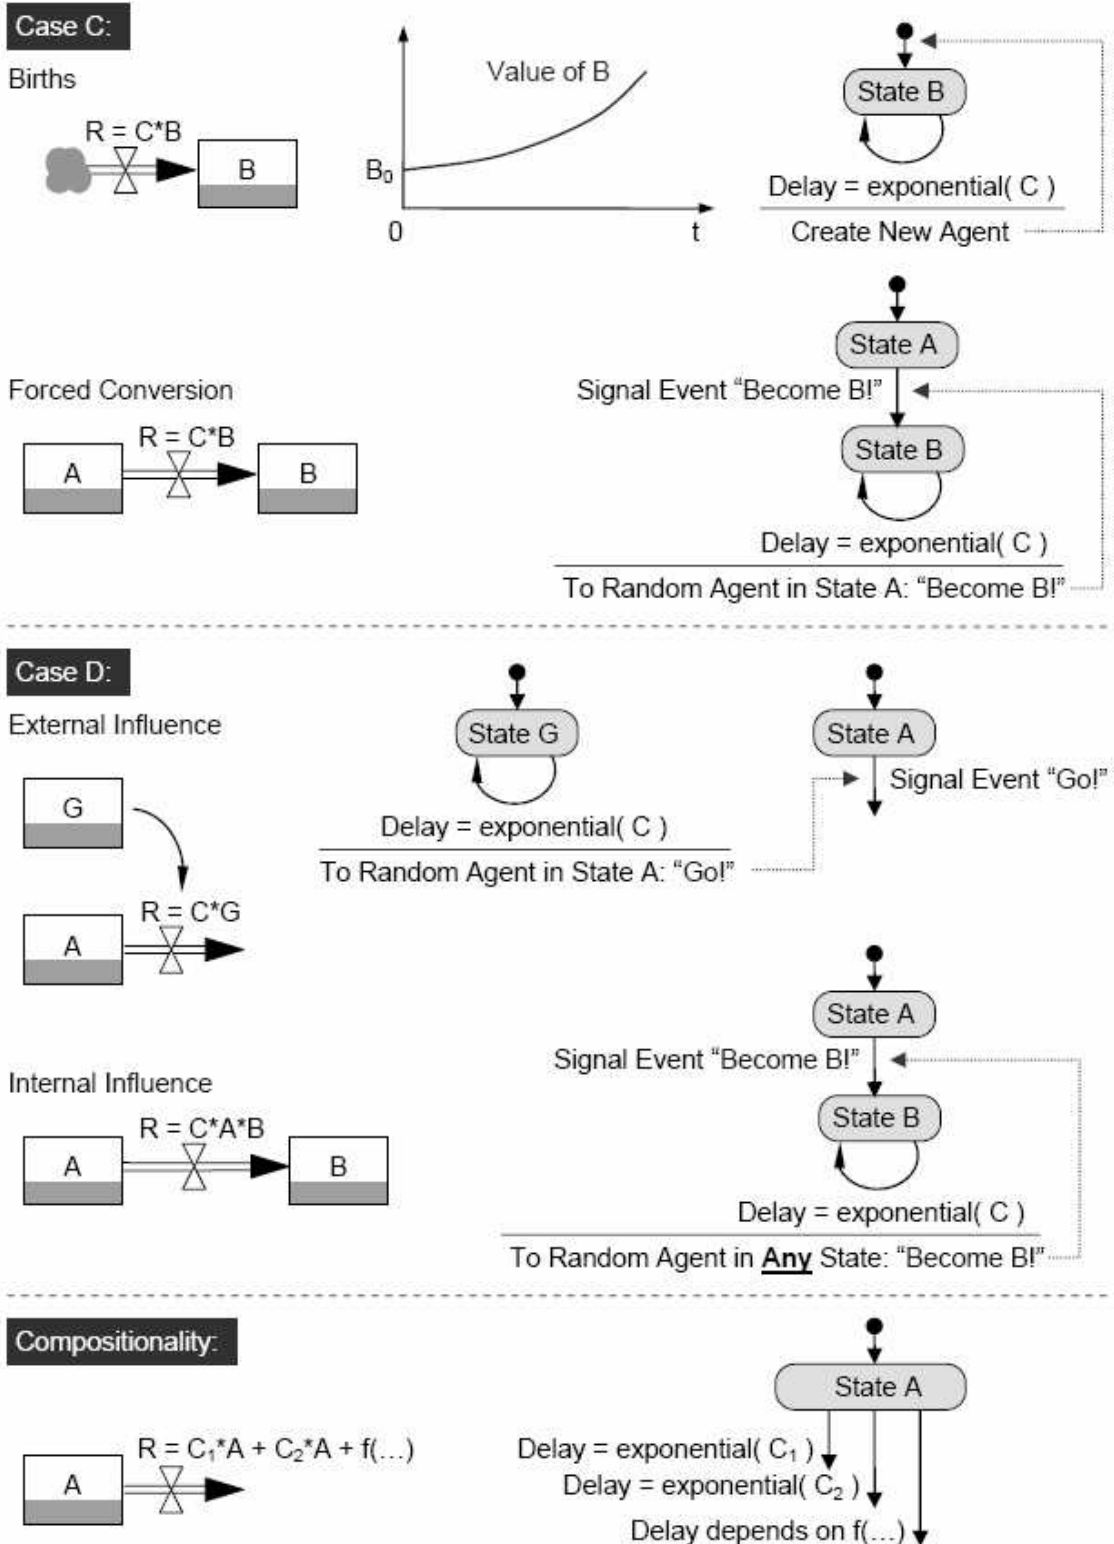 Case C:
Births
R = C*B
B
Value of B
B₀
0
t
State B
Delay = exponential( C )
Create New Agent
Forced Conversion
R = C*B
A
B
State A
Signal Event “Become B!”
State B
Delay = exponential( C )
To Random Agent in State A: “Become B!”
Case D:
External Influence
G
R = C*G
A
State G
Delay = exponential( C )
To Random Agent in State A: “Go!”
State A
Signal Event “Go!”
Internal Influence
R = C*A*B
A
B
State A
Signal Event “Become B!”
State B
Delay = exponential( C )
To Random Agent in Any State: “Become B!”
Compositionality:
R = C₁*A + C₂*A + f(…)
A
State A
Delay = exponential( C₁ )
Delay = exponential( C₂ )
Delay depends on f(…)